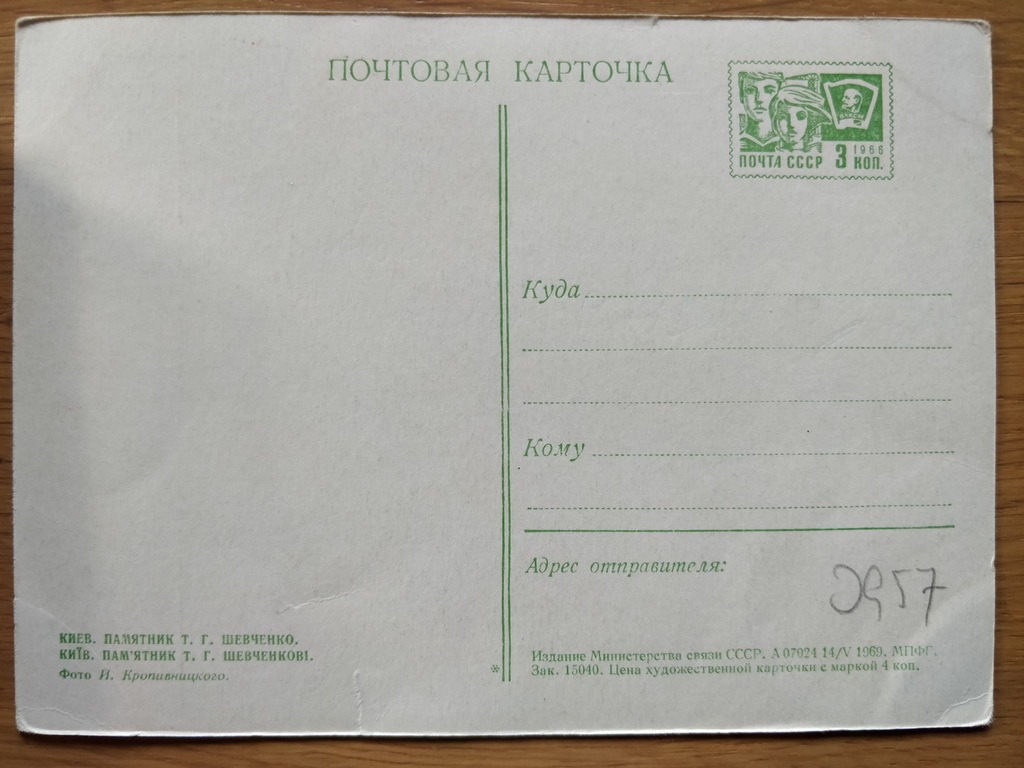 ПОЧТОВАЯ КАРТОЧКА
1966
ПОЧТА СССР 3 КОП.
Куда
Кому
Адрес отправителя:
КИЕВ. ПАМЯТНИК Т. Г. ШЕВЧЕНКО.
КИЇВ. ПАМ'ЯТНИК Т. Г. ШЕВЧЕНКОВІ.
Фото И. Кропивницкого.
*
Издание Министерства связи СССР. А 07024 14/V 1969. МПФГ.
Зак. 15040. Цена художественной карточки с маркой 4 коп.